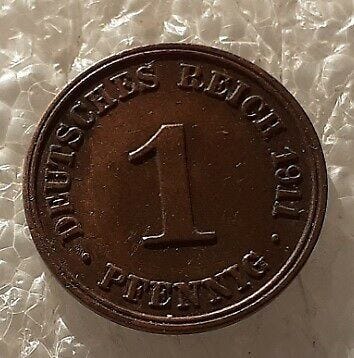 DEUTSCHES REICH 1911
1
· PFENNIG ·